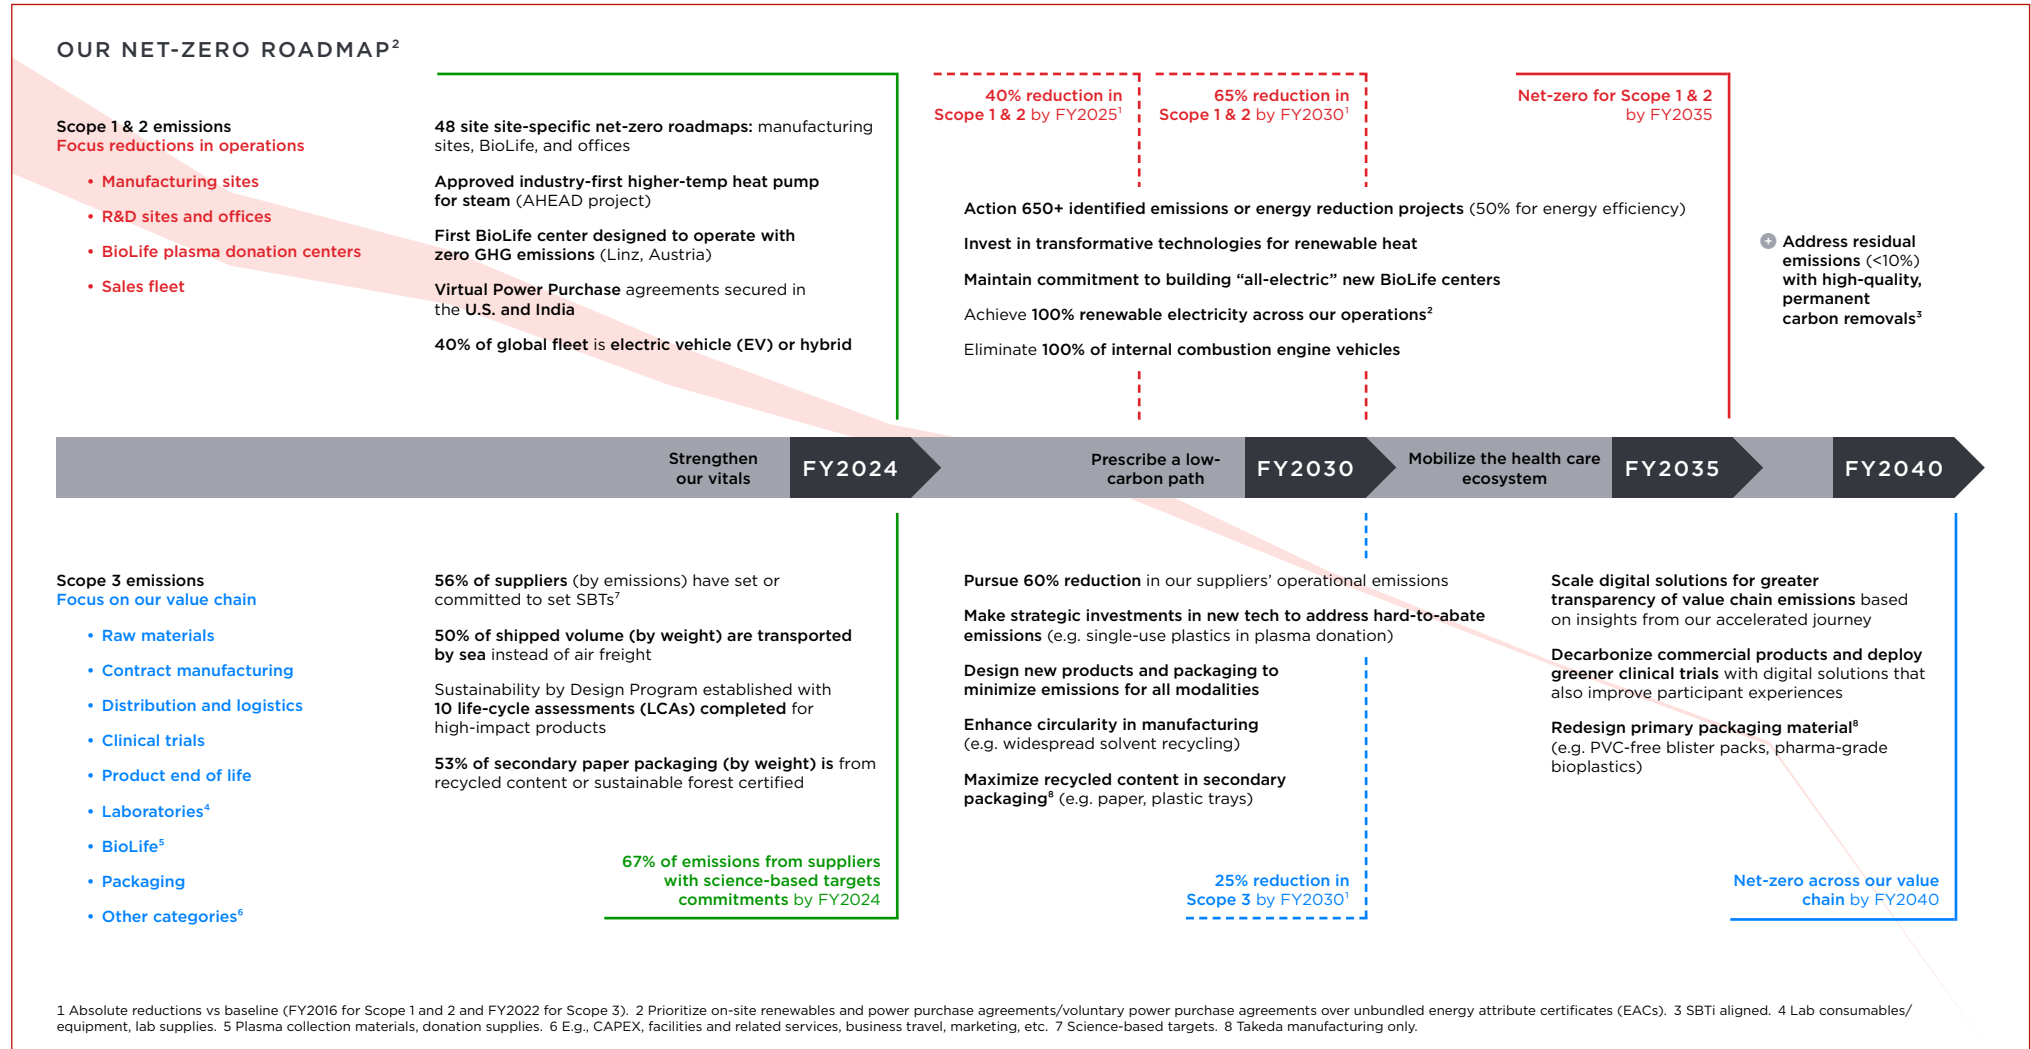 OUR NET-ZERO ROADMAP²
Scope 1 & 2 emissions
Focus reductions in operations
• Manufacturing sites
• R&D sites and offices
• BioLife plasma donation centers
• Sales fleet
48 site site-specific net-zero roadmaps: manufacturing
sites, BioLife, and offices
Approved industry-first higher-temp heat pump
for steam (AHEAD project)
First BioLife center designed to operate with
zero GHG emissions (Linz, Austria)
Virtual Power Purchase agreements secured in
the U.S. and India
40% of global fleet is electric vehicle (EV) or hybrid
40% reduction in
Scope 1 & 2 by FY2025¹
65% reduction in
Scope 1 & 2 by FY2030¹
Net-zero for Scope 1 & 2
by FY2035
Action 650+ identified emissions or energy reduction projects (50% for energy efficiency)
Invest in transformative technologies for renewable heat
Maintain commitment to building “all-electric” new BioLife centers
Achieve 100% renewable electricity across our operations²
Eliminate 100% of internal combustion engine vehicles
+ Address residual
emissions (<10%)
with high-quality,
permanent
carbon removals³
Strengthen
our vitals
FY2024
Prescribe a low-
carbon path
FY2030
Mobilize the health care
ecosystem
FY2035
FY2040
Scope 3 emissions
Focus on our value chain
• Raw materials
• Contract manufacturing
• Distribution and logistics
• Clinical trials
• Product end of life
• Laboratories⁴
• BioLife⁵
• Packaging
• Other categories⁶
56% of suppliers (by emissions) have set or
committed to set SBTs⁷
50% of shipped volume (by weight) are transported
by sea instead of air freight
Sustainability by Design Program established with
10 life-cycle assessments (LCAs) completed for
high-impact products
53% of secondary paper packaging (by weight) is from
recycled content or sustainable forest certified
67% of emissions from suppliers
with science-based targets
commitments by FY2024
Pursue 60% reduction in our suppliers’ operational emissions
Make strategic investments in new tech to address hard-to-abate
emissions (e.g. single-use plastics in plasma donation)
Design new products and packaging to
minimize emissions for all modalities
Enhance circularity in manufacturing
(e.g. widespread solvent recycling)
Maximize recycled content in secondary
packaging⁸ (e.g. paper, plastic trays)
25% reduction in
Scope 3 by FY2030¹
Scale digital solutions for greater
transparency of value chain emissions based
on insights from our accelerated journey
Decarbonize commercial products and deploy
greener clinical trials with digital solutions that
also improve participant experiences
Redesign primary packaging material⁸
(e.g. PVC-free blister packs, pharma-grade
bioplastics)
Net-zero across our value
chain by FY2040
1 Absolute reductions vs baseline (FY2016 for Scope 1 and 2 and FY2022 for Scope 3). 2 Prioritize on-site renewables and power purchase agreements/voluntary power purchase agreements over unbundled energy attribute certificates (EACs). 3 SBTi aligned. 4 Lab consumables/
equipment, lab supplies. 5 Plasma collection materials, donation supplies. 6 E.g., CAPEX, facilities and related services, business travel, marketing, etc. 7 Science-based targets. 8 Takeda manufacturing only.